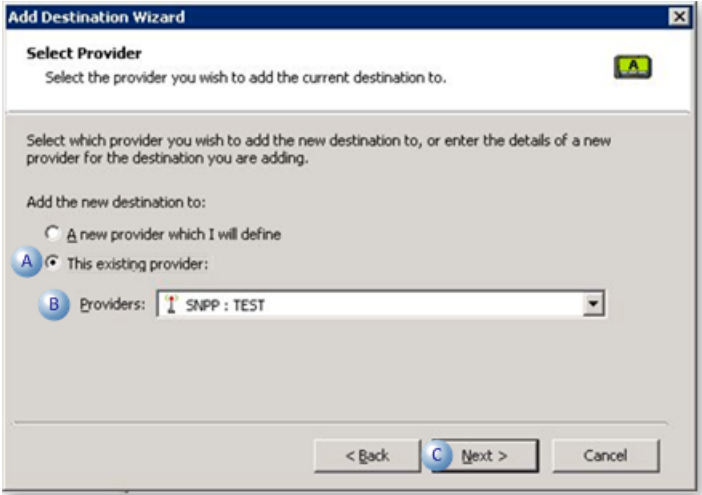 Add Destination Wizard
Select Provider
Select the provider you wish to add the current destination to.
A
Select which provider you wish to add the new destination to, or enter the details of a new
provider for the destination you are adding.
Add the new destination to:
A new provider which I will define
A This existing provider:
B Providers: SNPP : TEST
< Back C Next > Cancel